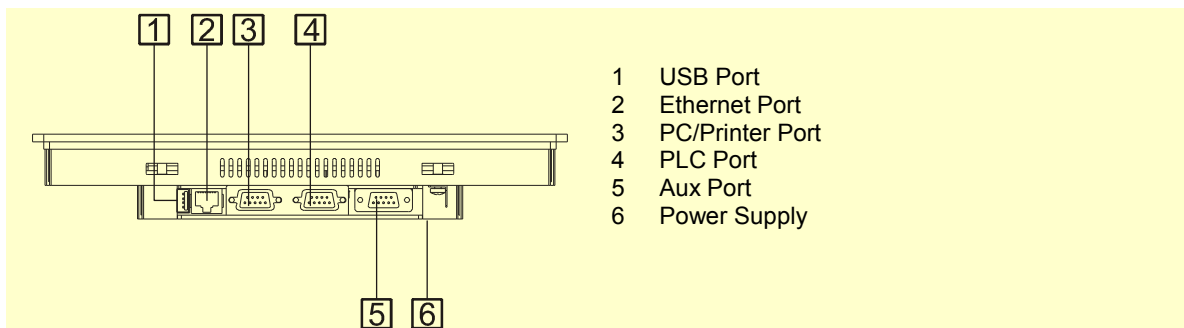 1 2 3 4
1 USB Port
2 Ethernet Port
3 PC/Printer Port
4 PLC Port
5 Aux Port
6 Power Supply
5 6